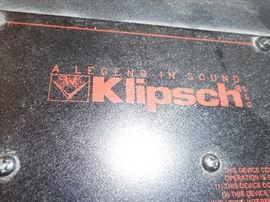 A LEGEND IN SOUND
Klipsch
THIS DEVICE CO
OPERATION IS
(1) THIS DEVICE
(2) THIS DEVICE